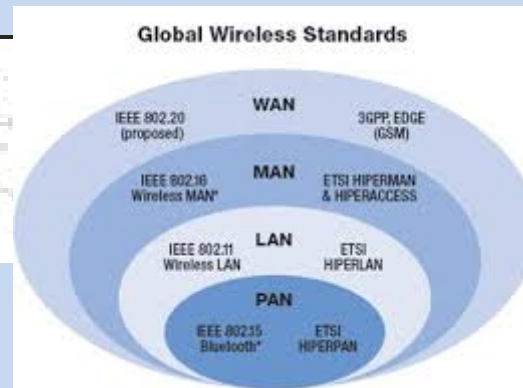 Global Wireless Standards
WAN
IEEE 802.20
(proposed)
3GPP, EDGE
(GSM)
MAN
IEEE 802.16
Wireless MAN*
ETSI HIPERMAN
& HIPERACCESS
LAN
IEEE 802.11
Wireless LAN
ETSI
HIPERLAN
PAN
IEEE 802.15
Bluetooth*
ETSI
HIPERPAN